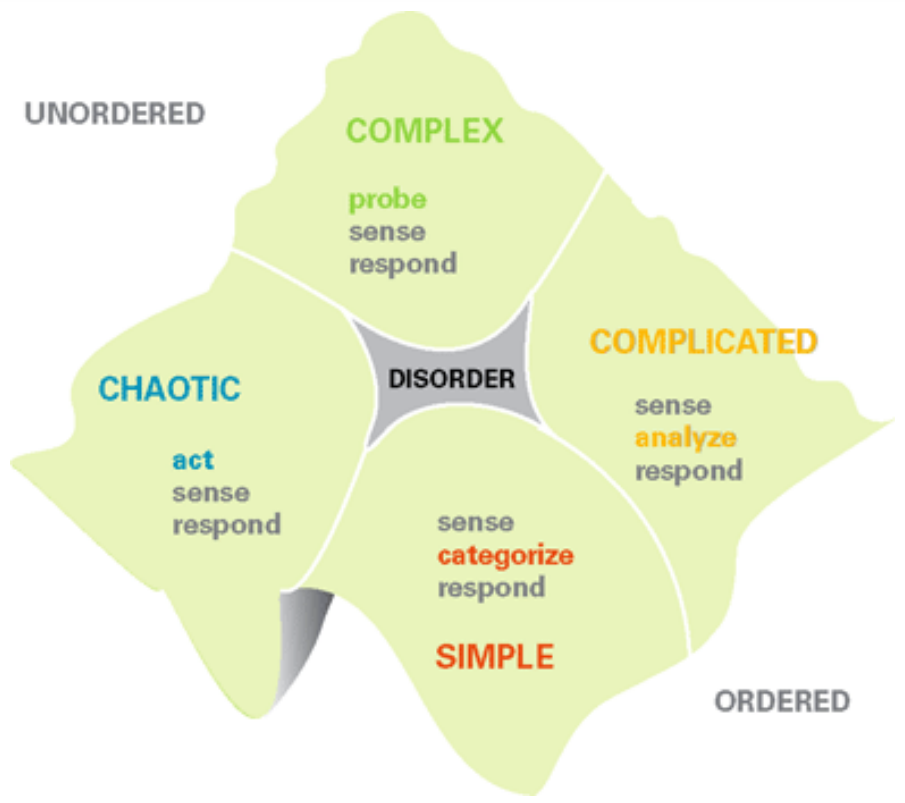 UNORDERED
COMPLEX
probe
sense
respond
COMPLICATED
sense
analyze
respond
DISORDER
CHAOTIC
act
sense
respond
sense
categorize
respond
SIMPLE
ORDERED